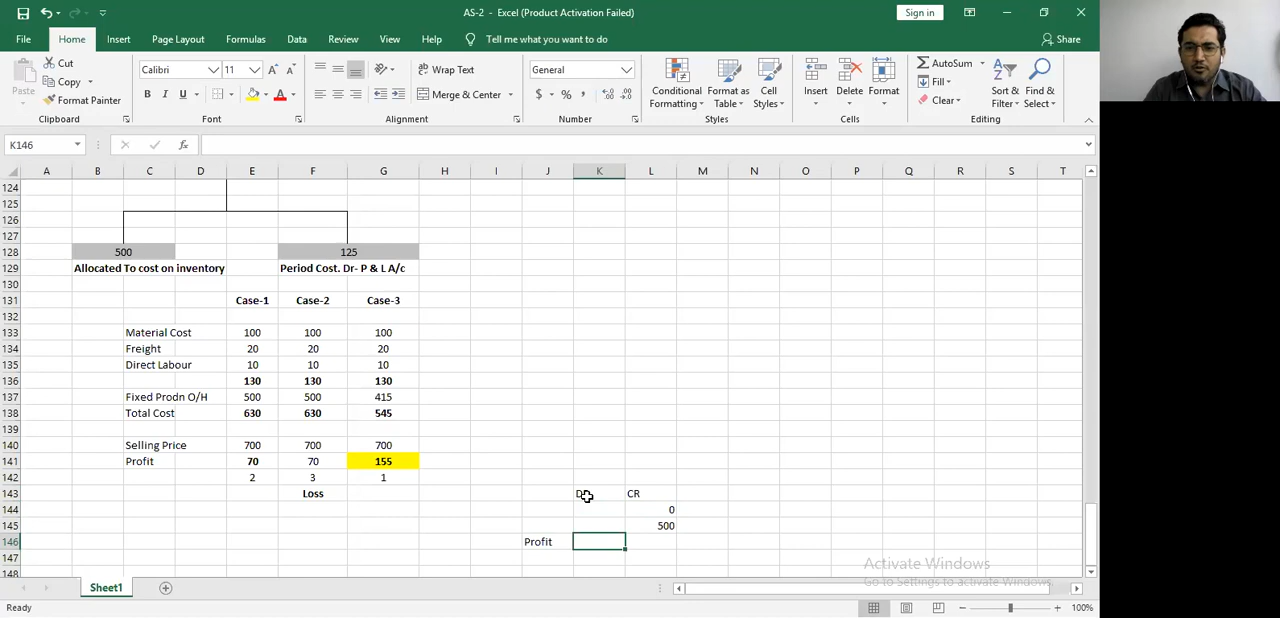 AS-2 - Excel (Product Activation Failed)
Sign in
File Home Insert Page Layout Formulas Data Review View Help Tell me what you want to do Share
Paste
Cut
Copy
Format Painter
Clipboard
Calibri 11 A A
B I U A
Font
Wrap Text
Merge & Center
Alignment
General
$ % ,
Number
Conditional Formatting
Format as Table
Cell Styles
Styles
Insert
Delete
Format
Cells
AutoSum
Fill
Clear
Sort & Filter
Find & Select
Editing
K146 fx
A B C D E F G H I J K L M N O P Q R S T
124
125
126
127
128 500 125
129 Allocated To cost on inventory Period Cost. Dr- P & L A/c
130
131 Case-1 Case-2 Case-3
132
133 Material Cost 100 100 100
134 Freight 20 20 20
135 Direct Labour 10 10 10
136 130 130 130
137 Fixed Prodn O/H 500 500 415
138 Total Cost 630 630 545
139
140 Selling Price 700 700 700
141 Profit 70 70 155
142 2 3 1
143 Loss CR
144 0
145 500
146 Profit
147
148
Activate Windows
Go to Settings to activate Windows.
Sheet1
Ready
100%